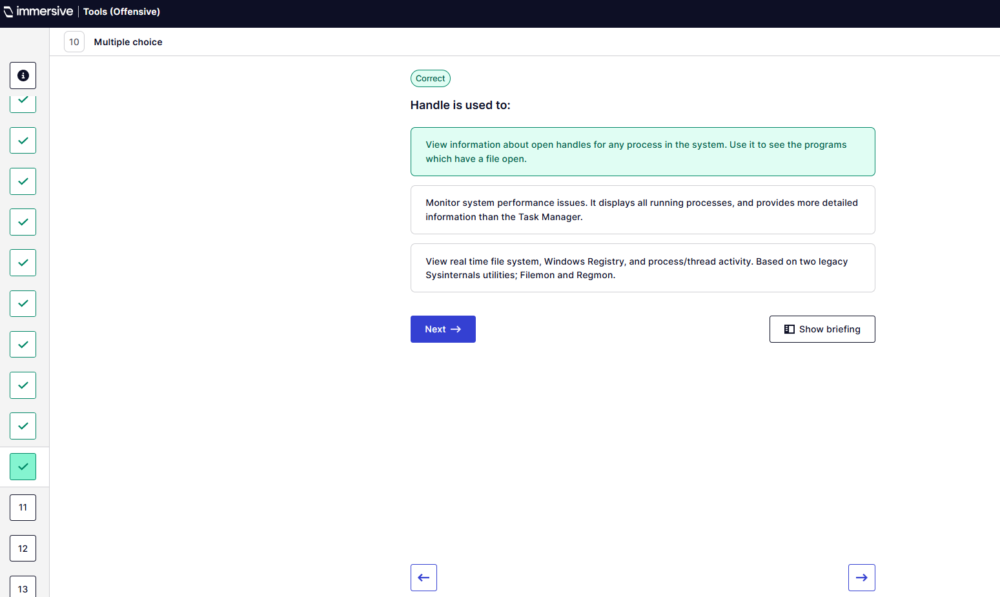 immersive Tools (Offensive)
10 Multiple choice
Correct
Handle is used to:
View information about open handles for any process in the system. Use it to see the programs
which have a file open.
Monitor system performance issues. It displays all running processes, and provides more detailed
information than the Task Manager.
View real time file system, Windows Registry, and process/thread activity. Based on two legacy
Sysinternals utilities; Filemon and Regmon.
Next
Show briefing
11
12
13